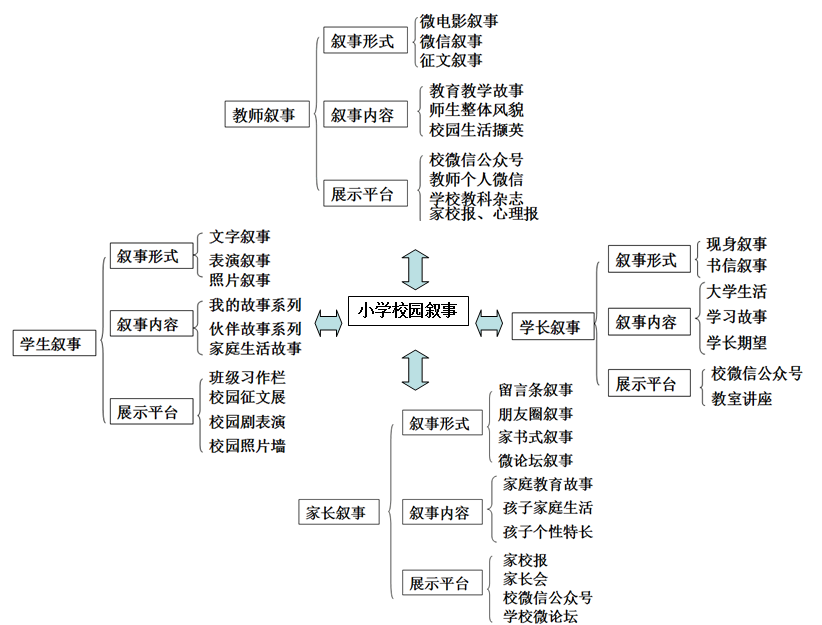 教师叙事
叙事形式
微电影叙事
微信叙事
征文叙事
叙事内容
教育教学故事
师生整体风貌
校园生活撷英
展示平台
校微信公众号
教师个人微信
学校教科杂志
家校报、心理报
小学校园叙事
学生叙事
叙事形式
文字叙事
表演叙事
照片叙事
叙事内容
我的故事系列
伙伴故事系列
家庭生活故事
展示平台
班级习作栏
校园征文展
校园剧表演
校园照片墙
学长叙事
叙事形式
现身叙事
书信叙事
叙事内容
大学生活
学习故事
学长期望
展示平台
校微信公众号
教室讲座
家长叙事
叙事形式
留言条叙事
朋友圈叙事
家书式叙事
微论坛叙事
叙事内容
家庭教育故事
孩子家庭生活
孩子个性特长
展示平台
家校报
家长会
校微信公众号
学校微论坛